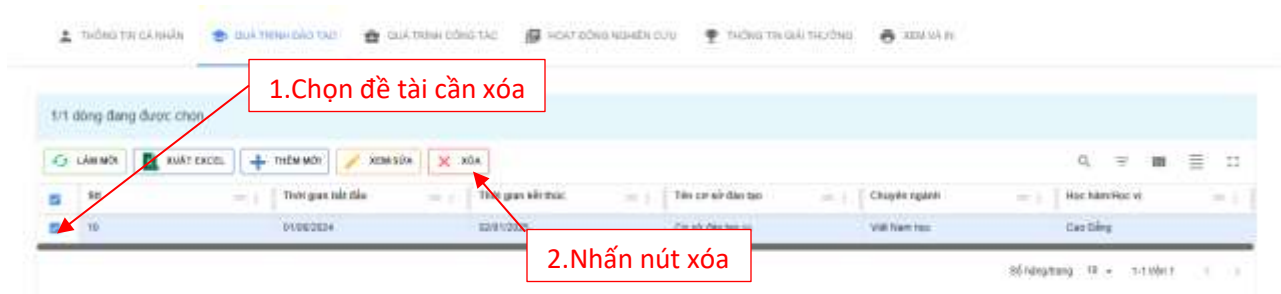 THÔNG TIN CÁ NHÂN QUÁ TRÌNH ĐÀO TẠO QUÁ TRÌNH CÔNG TÁC HOẠT ĐỘNG NGHIÊN CỨU THÔNG TIN GIẢI THƯỞNG XEM VÀ IN
1.Chọn đề tài cần xóa
1/1 dòng đang được chọn
LÀM MỚI XUẤT EXCEL THÊM MỚI XEM SỬA XÓA
Thời gian bắt đầu Thời gian kết thúc Tên cơ sở đào tạo Chuyên ngành Học hàm/Học vị
10 01/08/2024 Việt Nam học Cao Đẳng
2.Nhấn nút xóa
Số hàng/trang 10 1-1 trên 1